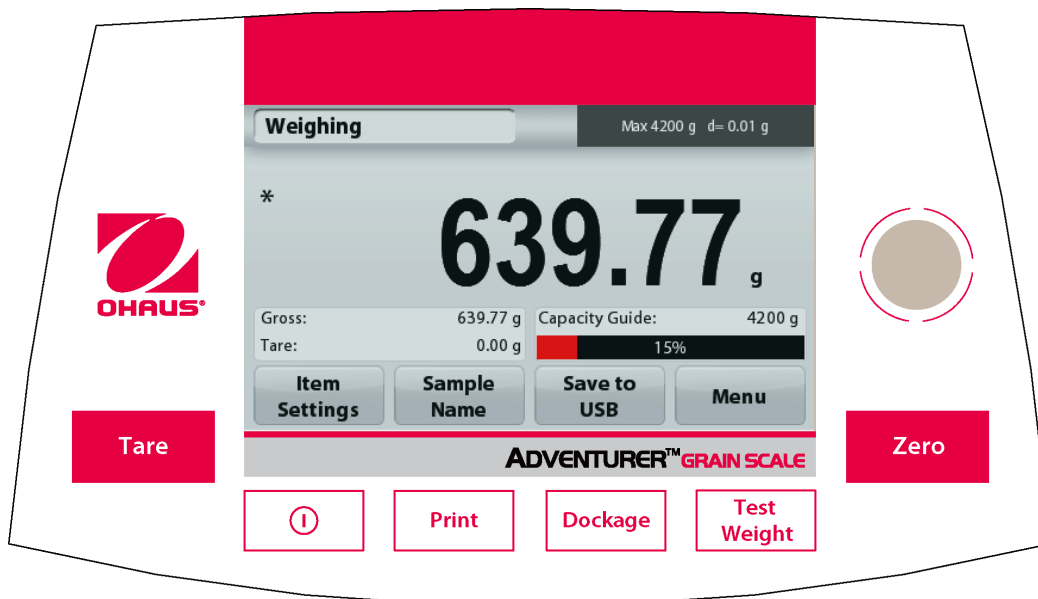 Weighing
Max 4200 g d= 0.01 g
*
639.77 g
OHAUS®
Gross: 639.77 g
Tare: 0.00 g
Capacity Guide: 4200 g
15%
Item
Settings
Sample
Name
Save to
USB
Menu
Tare
Zero
ADVENTURER™ GRAIN SCALE
Print
Dockage
Test
Weight